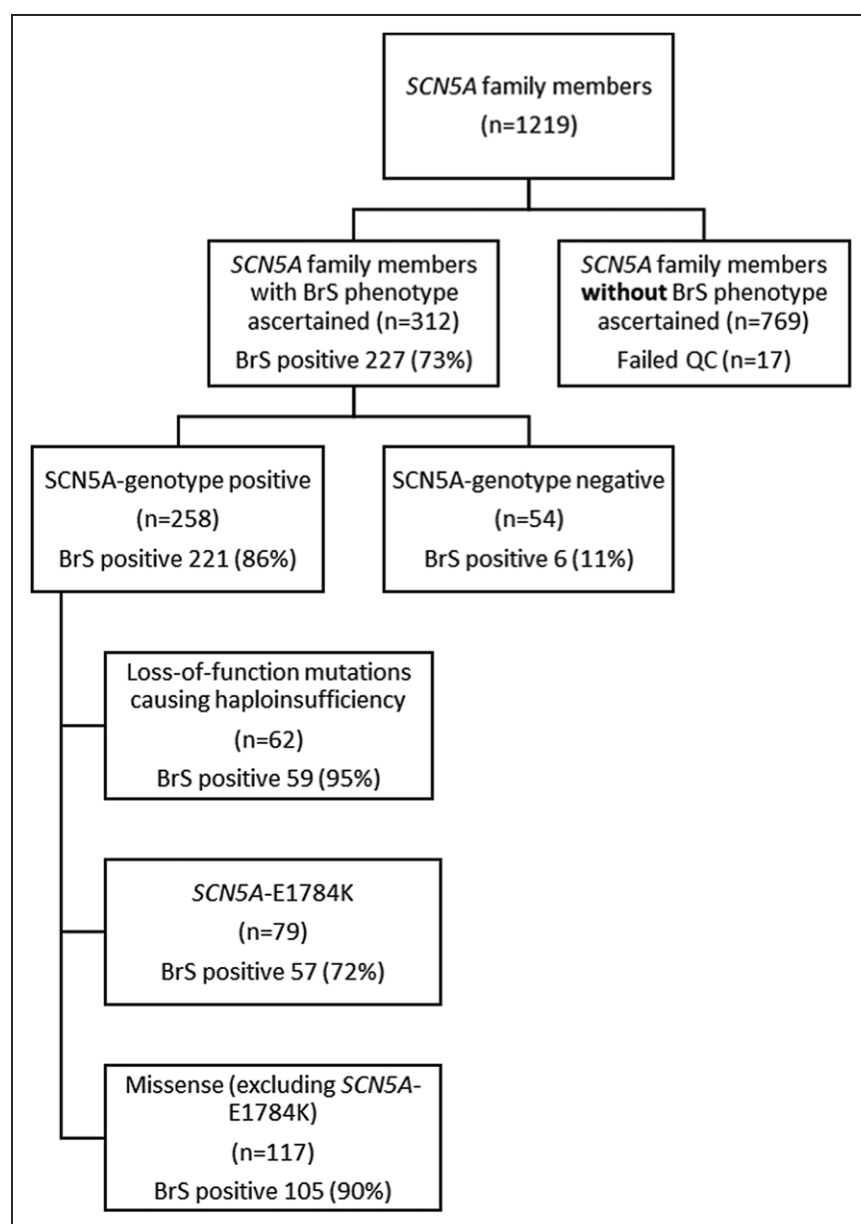 SCN5A family members
(n=1219)
SCN5A family members
with BrS phenotype
ascertained (n=312)
BrS positive 227 (73%)
SCN5A family members
without BrS phenotype
ascertained (n=769)
Failed QC (n=17)
SCN5A-genotype positive
(n=258)
BrS positive 221 (86%)
SCN5A-genotype negative
(n=54)
BrS positive 6 (11%)
Loss-of-function mutations
causing haploinsufficiency
(n=62)
BrS positive 59 (95%)
SCN5A-E1784K
(n=79)
BrS positive 57 (72%)
Missense (excluding SCN5A-
E1784K)
(n=117)
BrS positive 105 (90%)